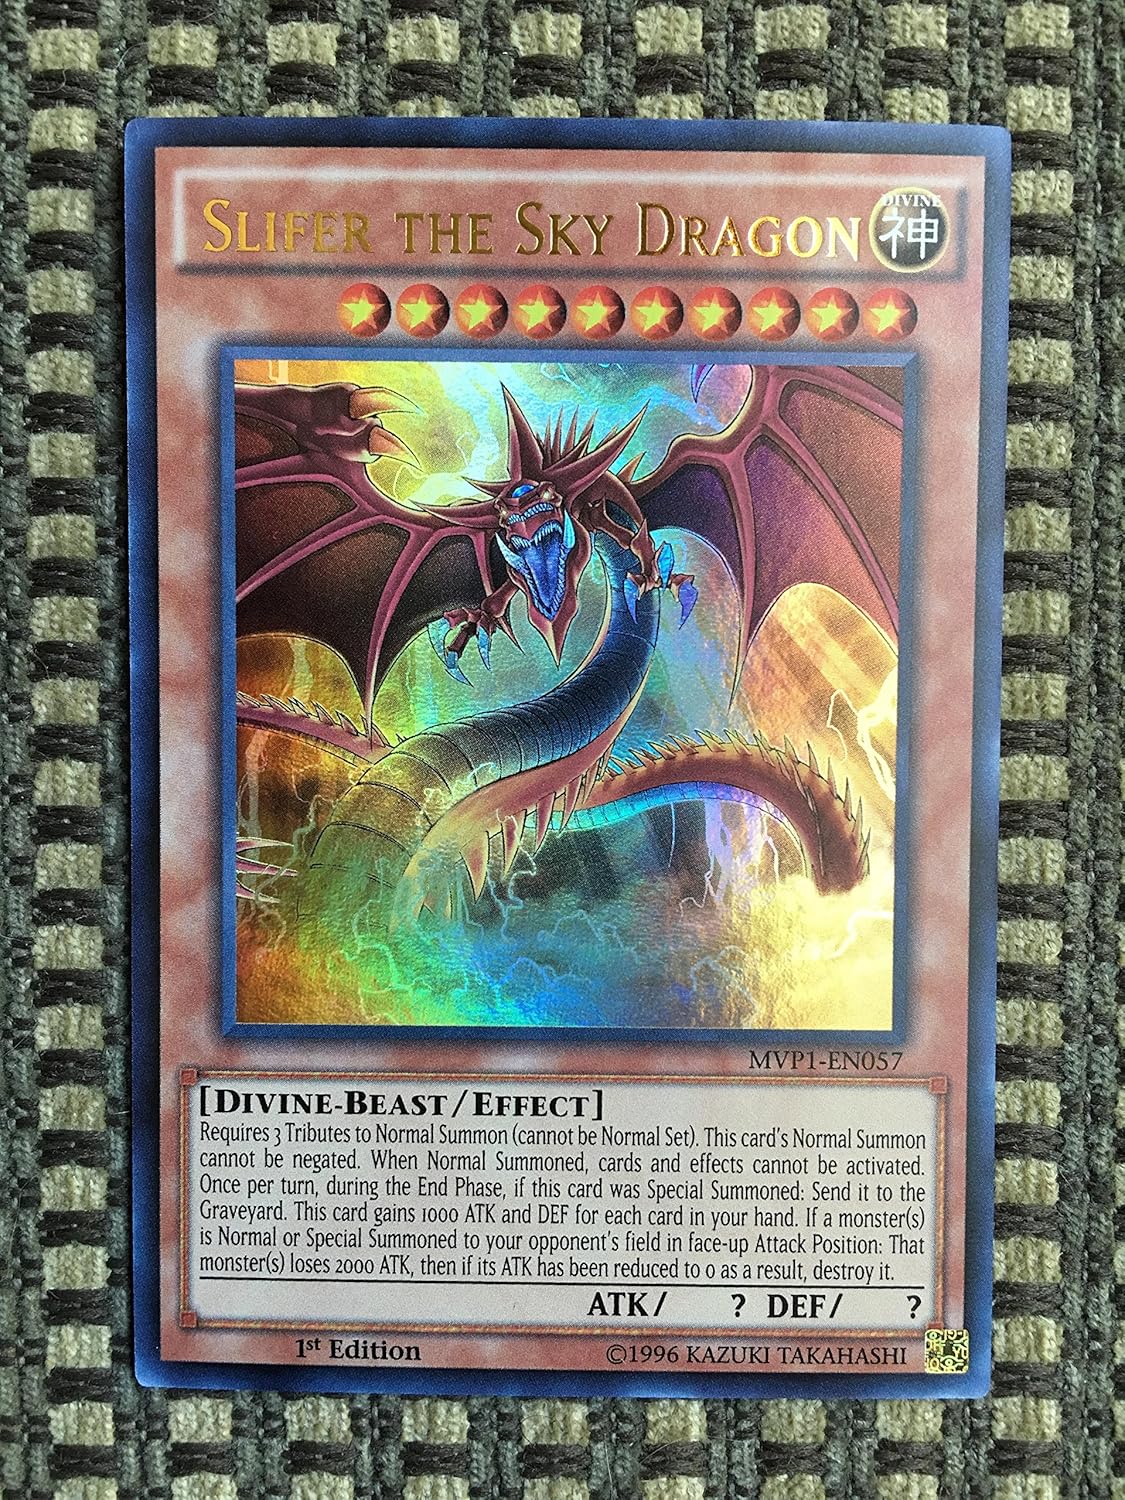 SLIFER THE SKY DRAGON
DIVINE
神
MVP1-EN057
[DIVINE-BEAST/EFFECT]
Requires 3 Tributes to Normal Summon (cannot be Normal Set). This card's Normal Summon
cannot be negated. When Normal Summoned, cards and effects cannot be activated.
Once per turn, during the End Phase, if this card was Special Summoned: Send it to the
Graveyard. This card gains 1000 ATK and DEF for each card in your hand. If a monster(s)
is Normal or Special Summoned to your opponent's field in face-up Attack Position: That
monster(s) loses 2000 ATK, then if its ATK has been reduced to 0 as a result, destroy it.
ATK/ ? DEF/ ?
1st Edition
©1996 KAZUKI TAKAHASHI